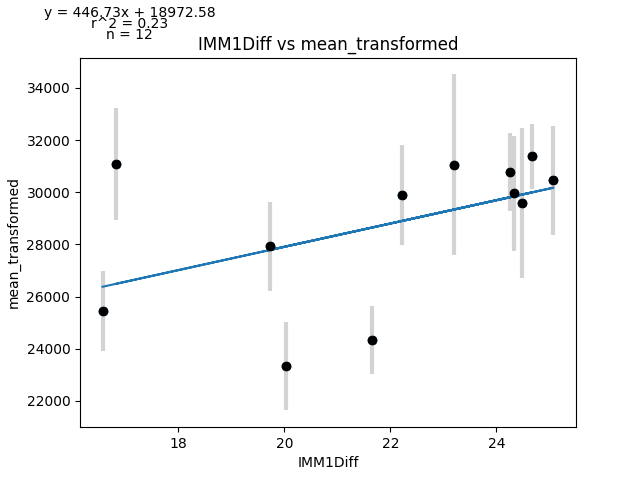 y = 446.73x + 18972.58
r^2 = 0.23
n = 12
IMM1Diff vs mean_transformed
mean_transformed
34000
32000
30000
28000
26000
24000
22000
18
20
22
24
IMM1Diff